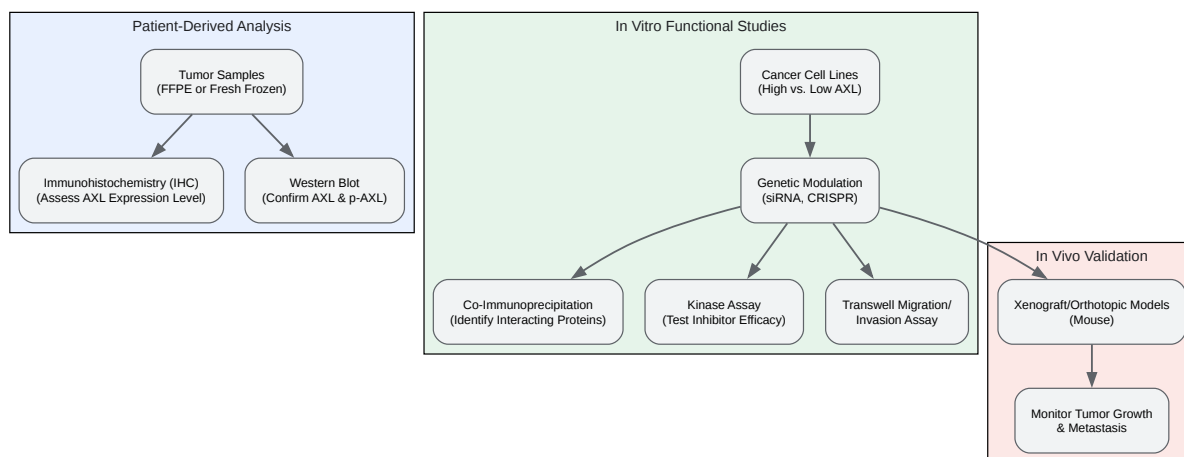 Patient-Derived Analysis
Tumor Samples
(FFPE or Fresh Frozen)
Immunohistochemistry (IHC)
(Assess AXL Expression Level)
Western Blot
(Confirm AXL & p-AXL)
In Vitro Functional Studies
Cancer Cell Lines
(High vs. Low AXL)
Genetic Modulation
(siRNA, CRISPR)
Co-Immunoprecipitation
(Identify Interacting Proteins)
Kinase Assay
(Test Inhibitor Efficacy)
Transwell Migration/
Invasion Assay
In Vivo Validation
Xenograft/Orthotopic Models
(Mouse)
Monitor Tumor Growth
& Metastasis